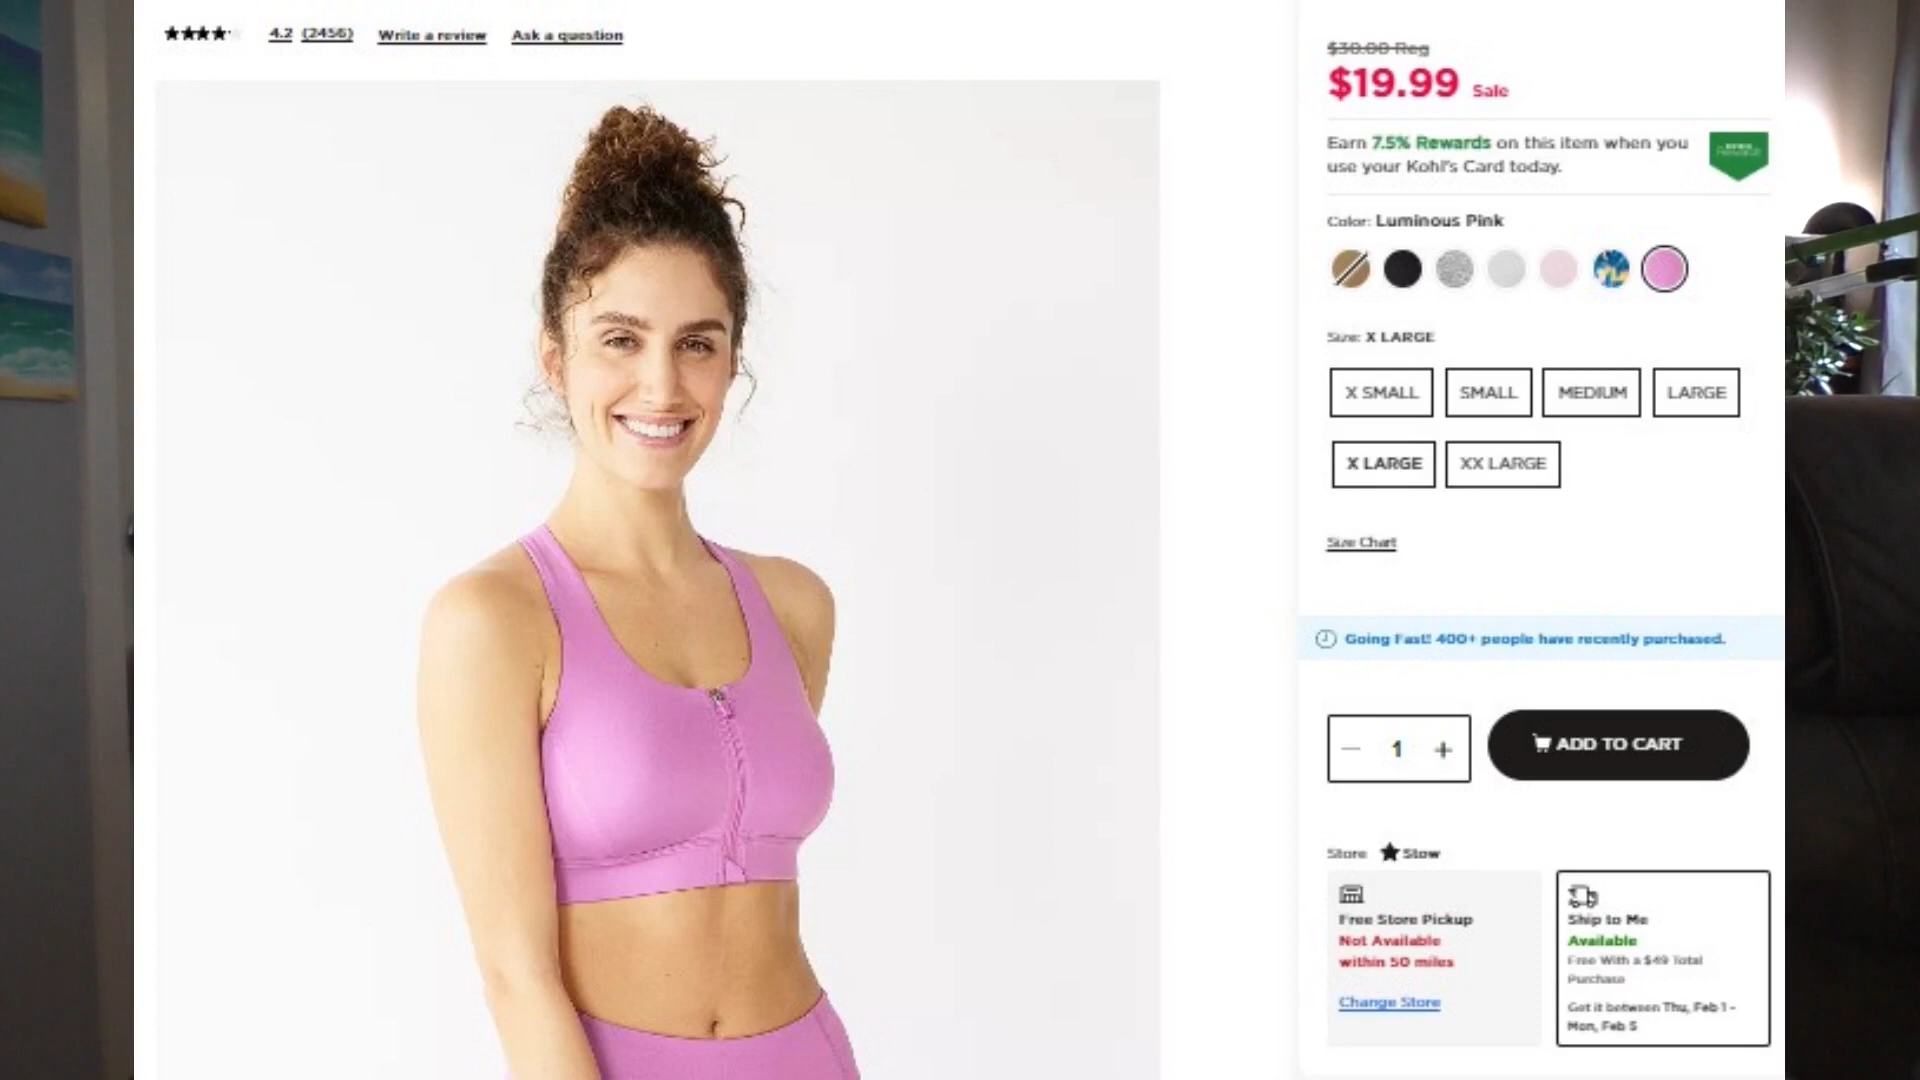 4.2 (2456) Write a review Ask a question
$30.00 Reg
$19.99 Sale
Earn 7.5% Rewards on this item when you
use your Kohl's Card today.
Color: Luminous Pink
Size: X LARGE
X SMALL SMALL MEDIUM LARGE
X LARGE XX LARGE
Size Chart
Going Fast! 400+ people have recently purchased.
1 ADD TO CART
Store Stow
Free Store Pickup
Not Available
within 50 miles
Change Store
Ship to Me
Available
Free With a $49 Total
Purchase
Get it between Thu, Feb 1 -
Mon, Feb 5